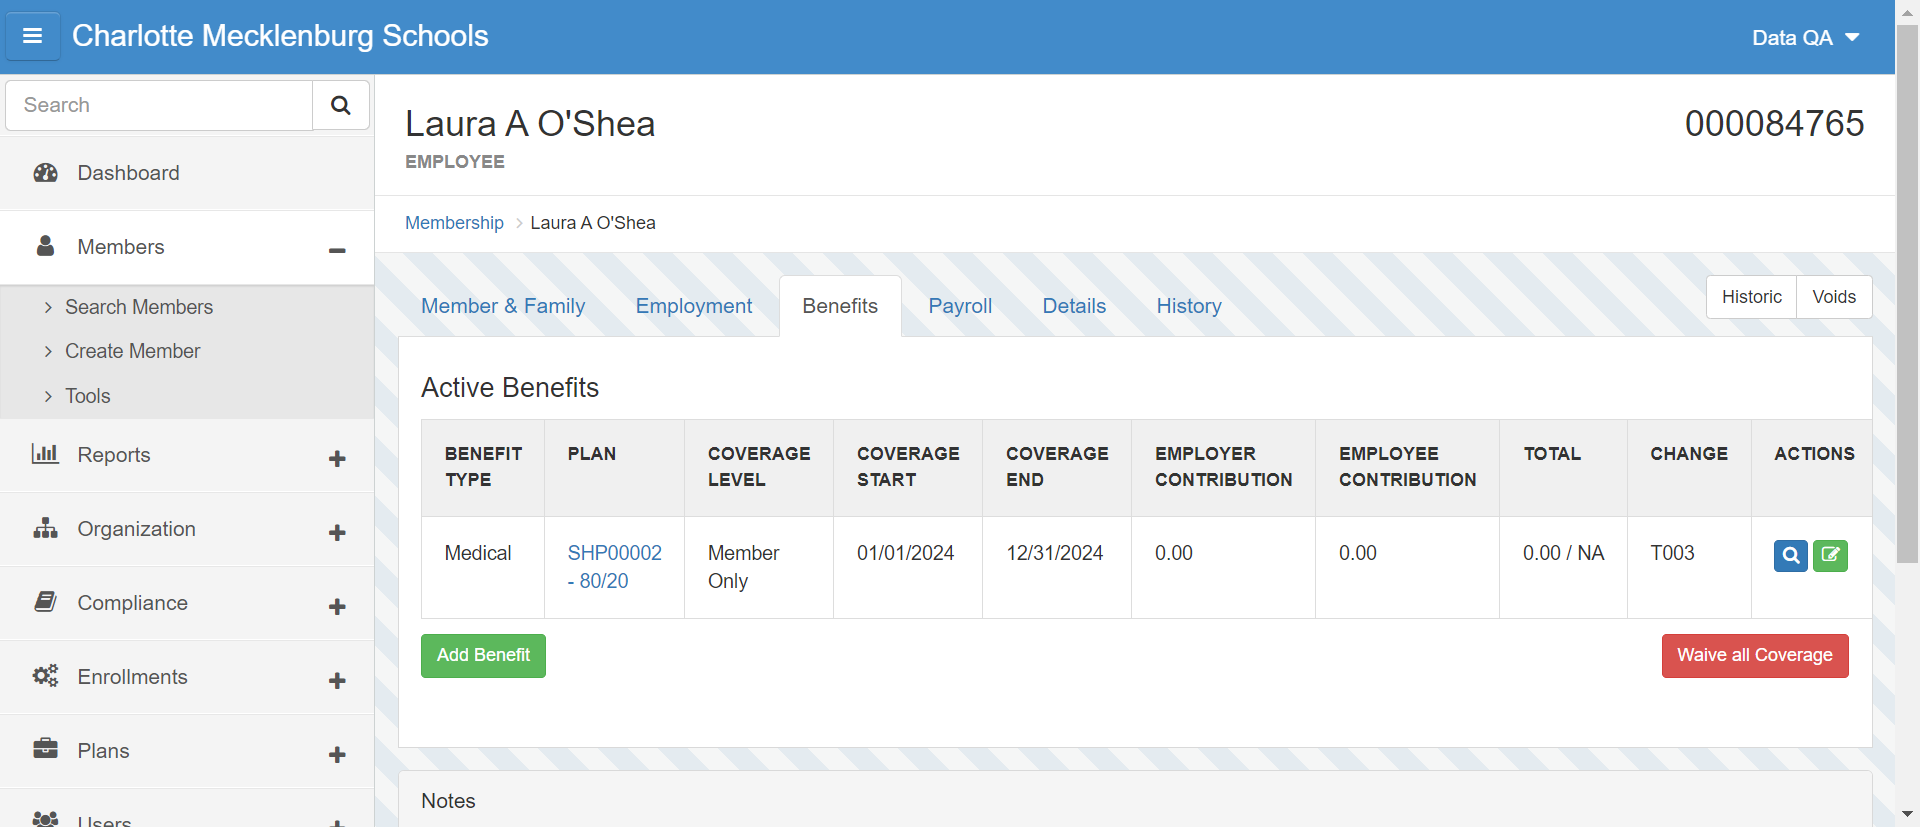 Charlotte Mecklenburg Schools
Data QA
Search
Dashboard
Members
Search Members
Create Member
Tools
Reports
Organization
Compliance
Enrollments
Plans
Users
Laura A O'Shea
000084765
EMPLOYEE
Membership > Laura A O'Shea
Member & Family
Employment
Benefits
Payroll
Details
History
Historic
Voids
Active Benefits
BENEFIT TYPE
PLAN
COVERAGE LEVEL
COVERAGE START
COVERAGE END
EMPLOYER CONTRIBUTION
EMPLOYEE CONTRIBUTION
TOTAL
CHANGE
ACTIONS
Medical
SHP00002 - 80/20
Member Only
01/01/2024
12/31/2024
0.00
0.00
0.00 / NA
T003
Add Benefit
Waive all Coverage
Notes